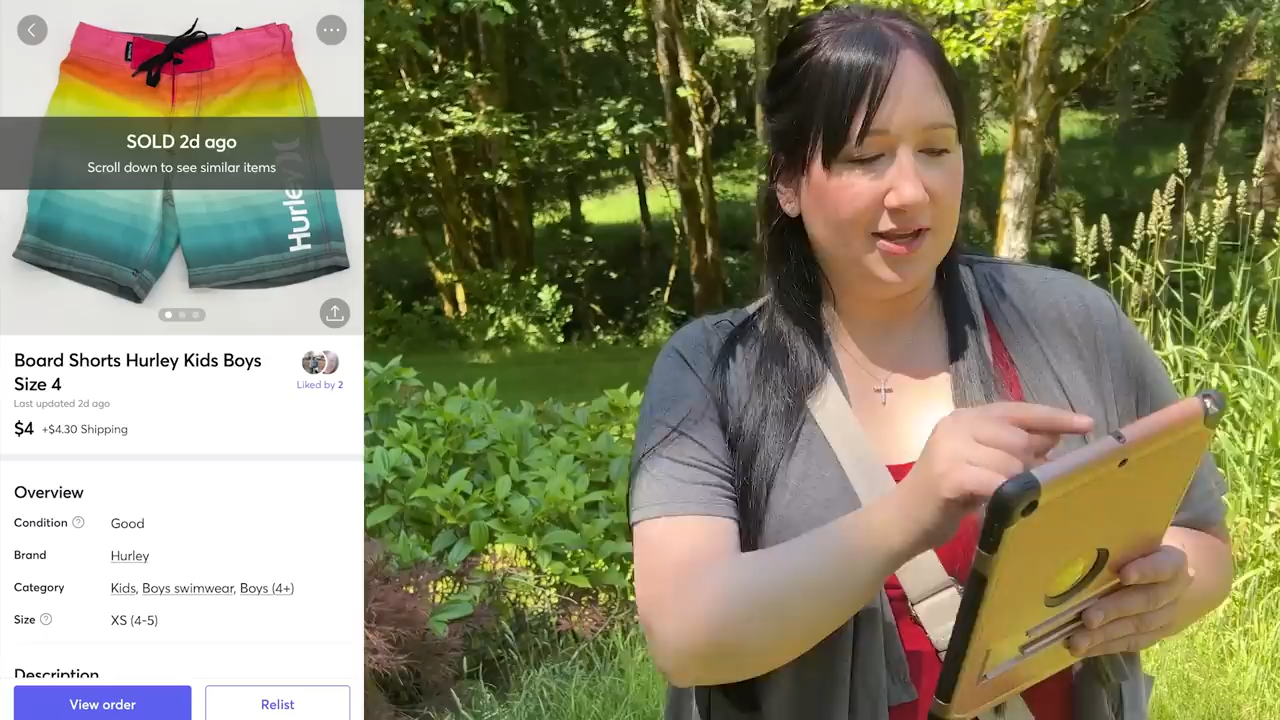 SOLD 2d ago
Scroll down to see similar items
Hurley
Board Shorts Hurley Kids Boys
Size 4
Liked by 2
Last updated 2d ago
$4 +$4.30 Shipping
Overview
Condition ? Good
Brand Hurley
Category Kids, Boys swimwear, Boys (4+)
Size ? XS (4-5)
Description
View order
Relist